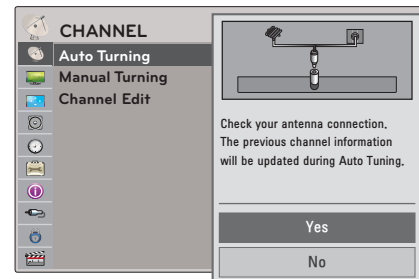 CHANNEL
Auto Turning
Manual Turning
Channel Edit
Check your antenna connection.
The previous channel information
will be updated during Auto Tuning.
Yes
No